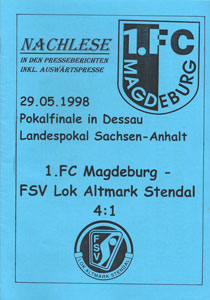 NACHLESE
IN DEN PRESSEBERICHTEN
INKL. AUSWÄRTSPRESSE
1.FC
MAGDEBURG
29.05.1998
Pokalfinale in Dessau
Landespokal Sachsen-Anhalt
1.FC Magdeburg -
FSV Lok Altmark Stendal
4:1
FSV
LOK ALTMARK STENDAL